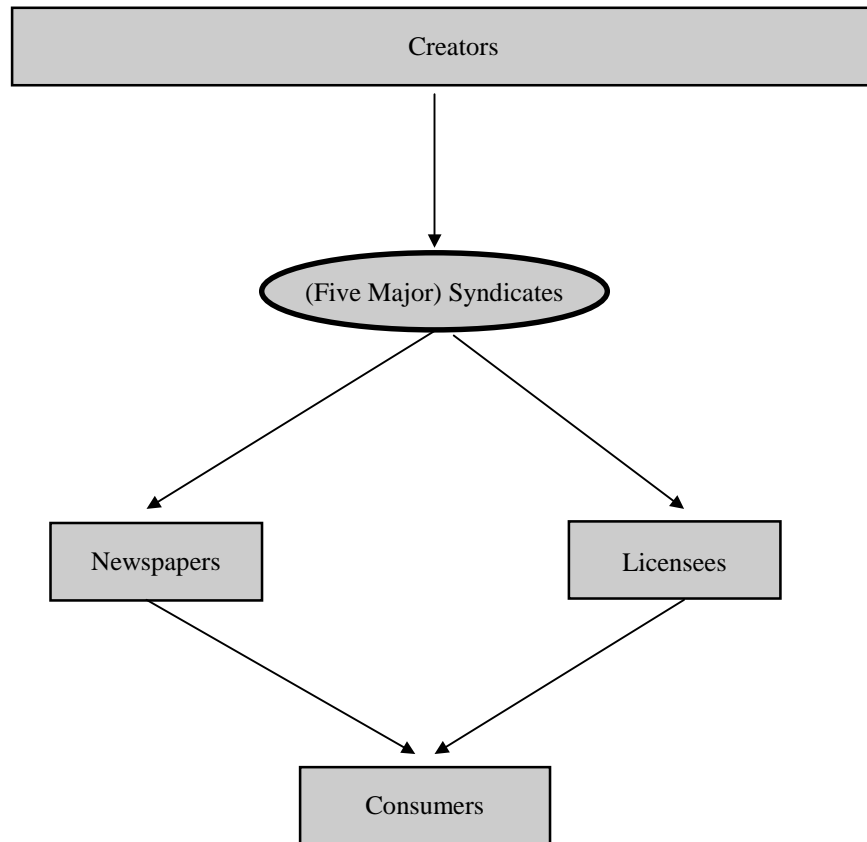 Creators
(Five Major) Syndicates
Newspapers
Licensees
Consumers